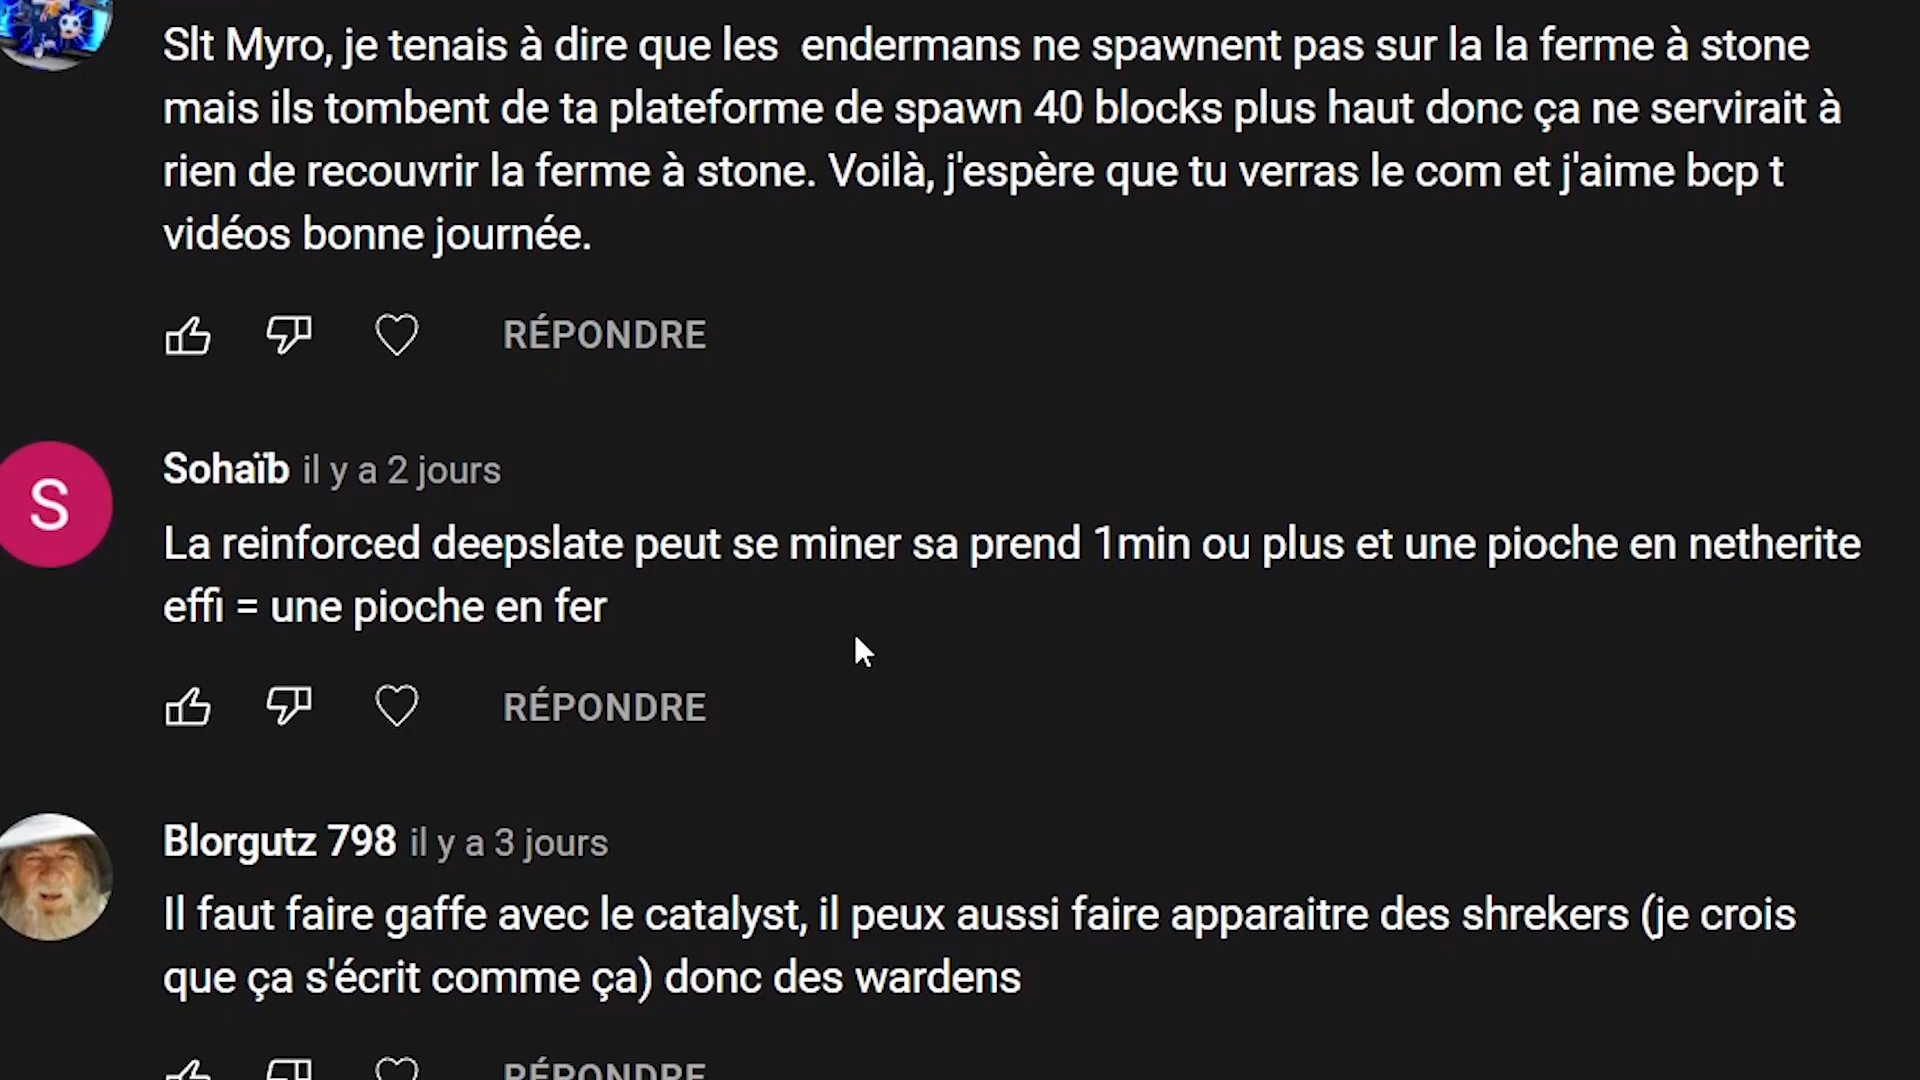 Slt Myro, je tenais à dire que les  endermans ne spawnent pas sur la la ferme à stone
mais ils tombent de ta plateforme de spawn 40 blocks plus haut donc ça ne servirait à
rien de recouvrir la ferme à stone. Voilà, j'espère que tu verras le com et j'aime bcp t
vidéos bonne journée.
RÉPONDRE
S
Sohaïb il y a 2 jours
La reinforced deepslate peut se miner sa prend 1min ou plus et une pioche en netherite
effi = une pioche en fer
RÉPONDRE
Blorgutz 798 il y a 3 jours
Il faut faire gaffe avec le catalyst, il peux aussi faire apparaitre des shrekers (je crois
que ça s'écrit comme ça) donc des wardens
RÉPONDRE